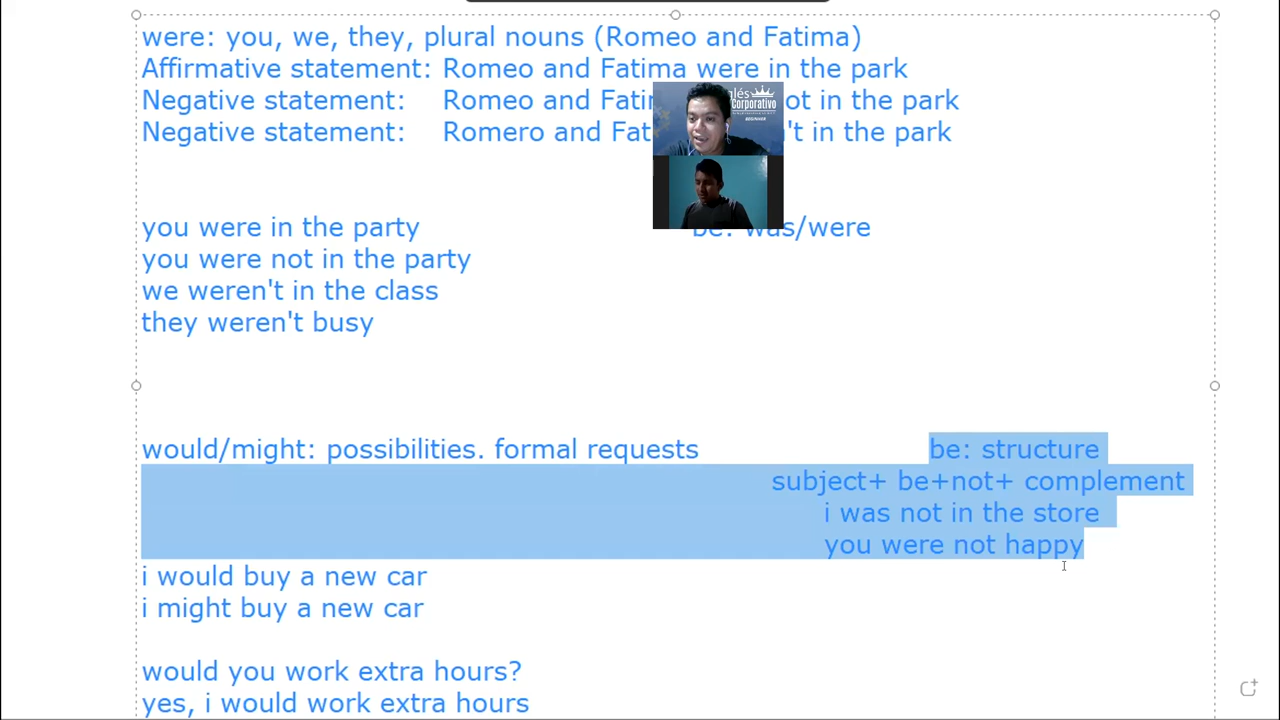 were: you, we, they, plural nouns (Romeo and Fatima)
Affirmative statement: Romeo and Fatima were in the park
Negative statement: Romeo and ot in the park
Negative statement: Romero and 't in the park
Corporativo
BEGINNER
you were in the party be: was/were
you were not in the party
we weren't in the class
they weren't busy
would/might: possibilities. formal requests be: structure
subject+ be+not+ complement
i was not in the store
you were not happy
i would buy a new car
i might buy a new car
would you work extra hours?
yes, i would work extra hours